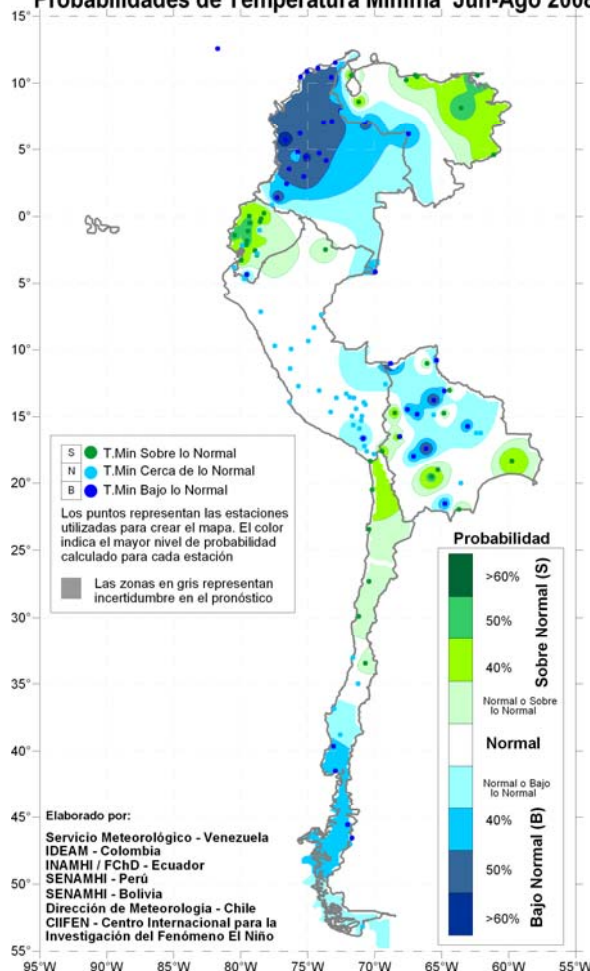 Probabilidades de Temperatura Mínima Jun-Ago 2008
15°
10°
5°
0°
5°
10°
15°
20°
25°
30°
35°
40°
45°
50°
55°
95°W 90°W 85°W 80°W 75°W 70°W 65°W 60°W 55°W
S T.Min Sobre lo Normal
N T.Min Cerca de lo Normal
B T.Min Bajo lo Normal
Los puntos representan las estaciones
utilizadas para crear el mapa. El color
indica el mayor nivel de probabilidad
calculado para cada estación
Las zonas en gris representan
incertidumbre en el pronóstico
Probabilidad
>60%
50%
40%
Sobre Normal (S)
Normal o Sobre
lo Normal
Normal
Normal o Bajo
lo Normal
40%
50%
>60%
Bajo Normal (B)
Elaborado por:
Servicio Meteorológico - Venezuela
IDEAM - Colombia
INAMHI / FChD - Ecuador
SENAMHI - Perú
SENAMHI - Bolivia
Dirección de Meteorología - Chile
CIIFEN - Centro Internacional para la
Investigación del Fenómeno El Niño